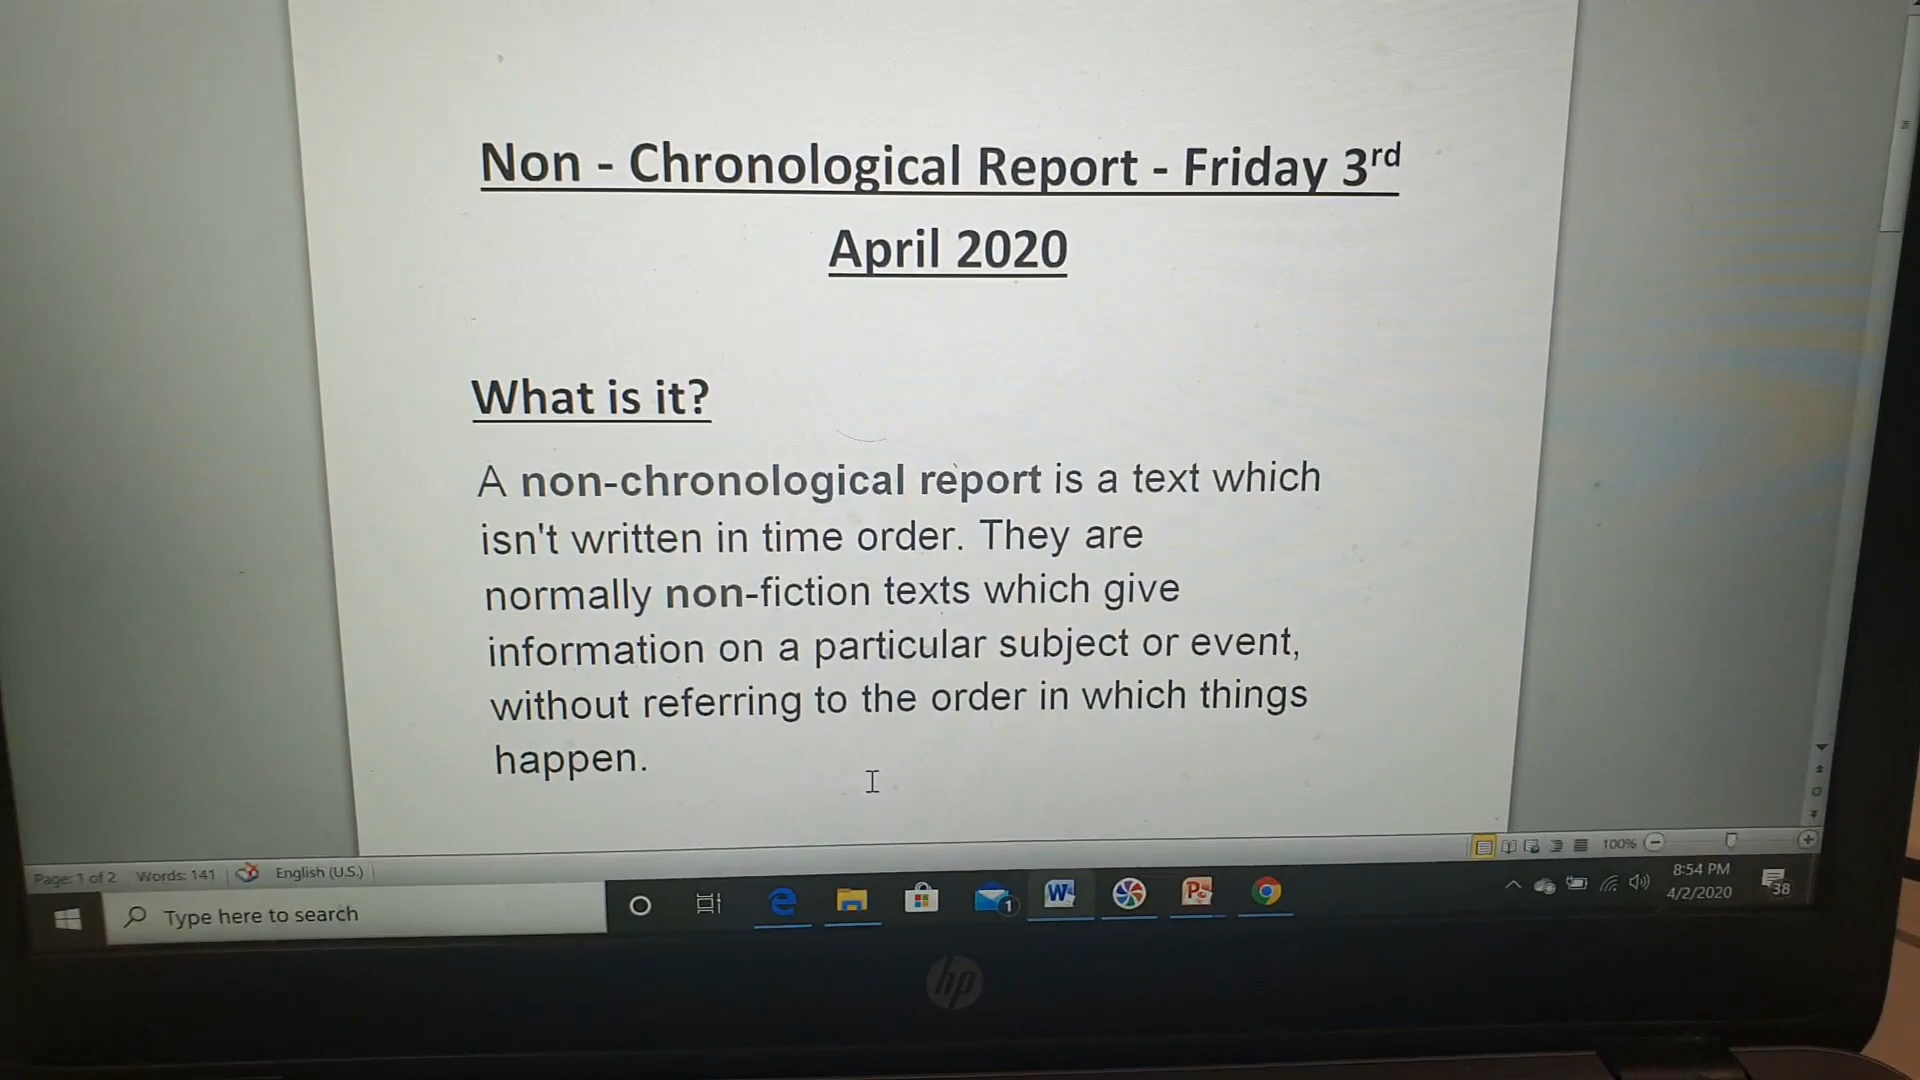 Non - Chronological Report - Friday 3rd
April 2020
What is it?
A non-chronological report is a text which
isn't written in time order. They are
normally non-fiction texts which give
information on a particular subject or event,
without referring to the order in which things
happen.
100%
Page: 1 of 2 Words: 141 English (U.S.)
Type here to search
1
8:54 PM
4/2/2020
38
hp